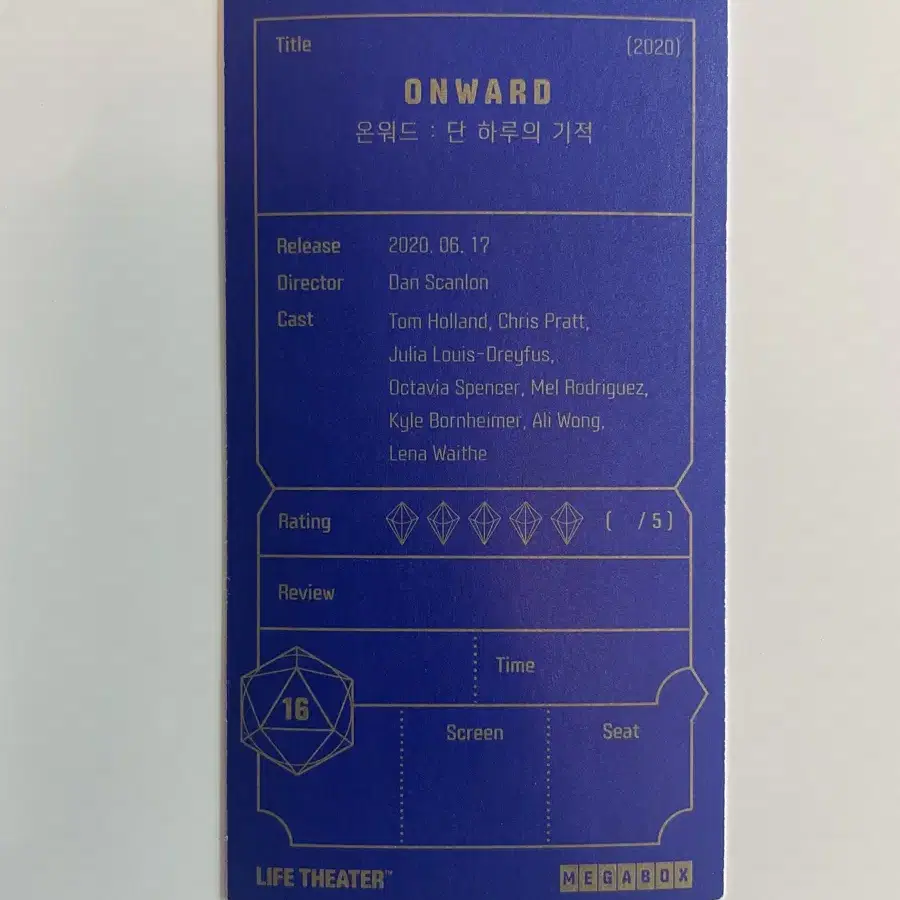 Title (2020)
ONWARD
온워드 : 단 하루의 기적
Release 2020. 06. 17
Director Dan Scanlon
Cast Tom Holland, Chris Pratt,
Julia Louis-Dreyfus,
Octavia Spencer, Mel Rodriguez,
Kyle Bornheimer, Ali Wong,
Lena Waithe
Rating ( / 5 )
Review
Time
16
Screen Seat
LIFE THEATER™ MEGABOX